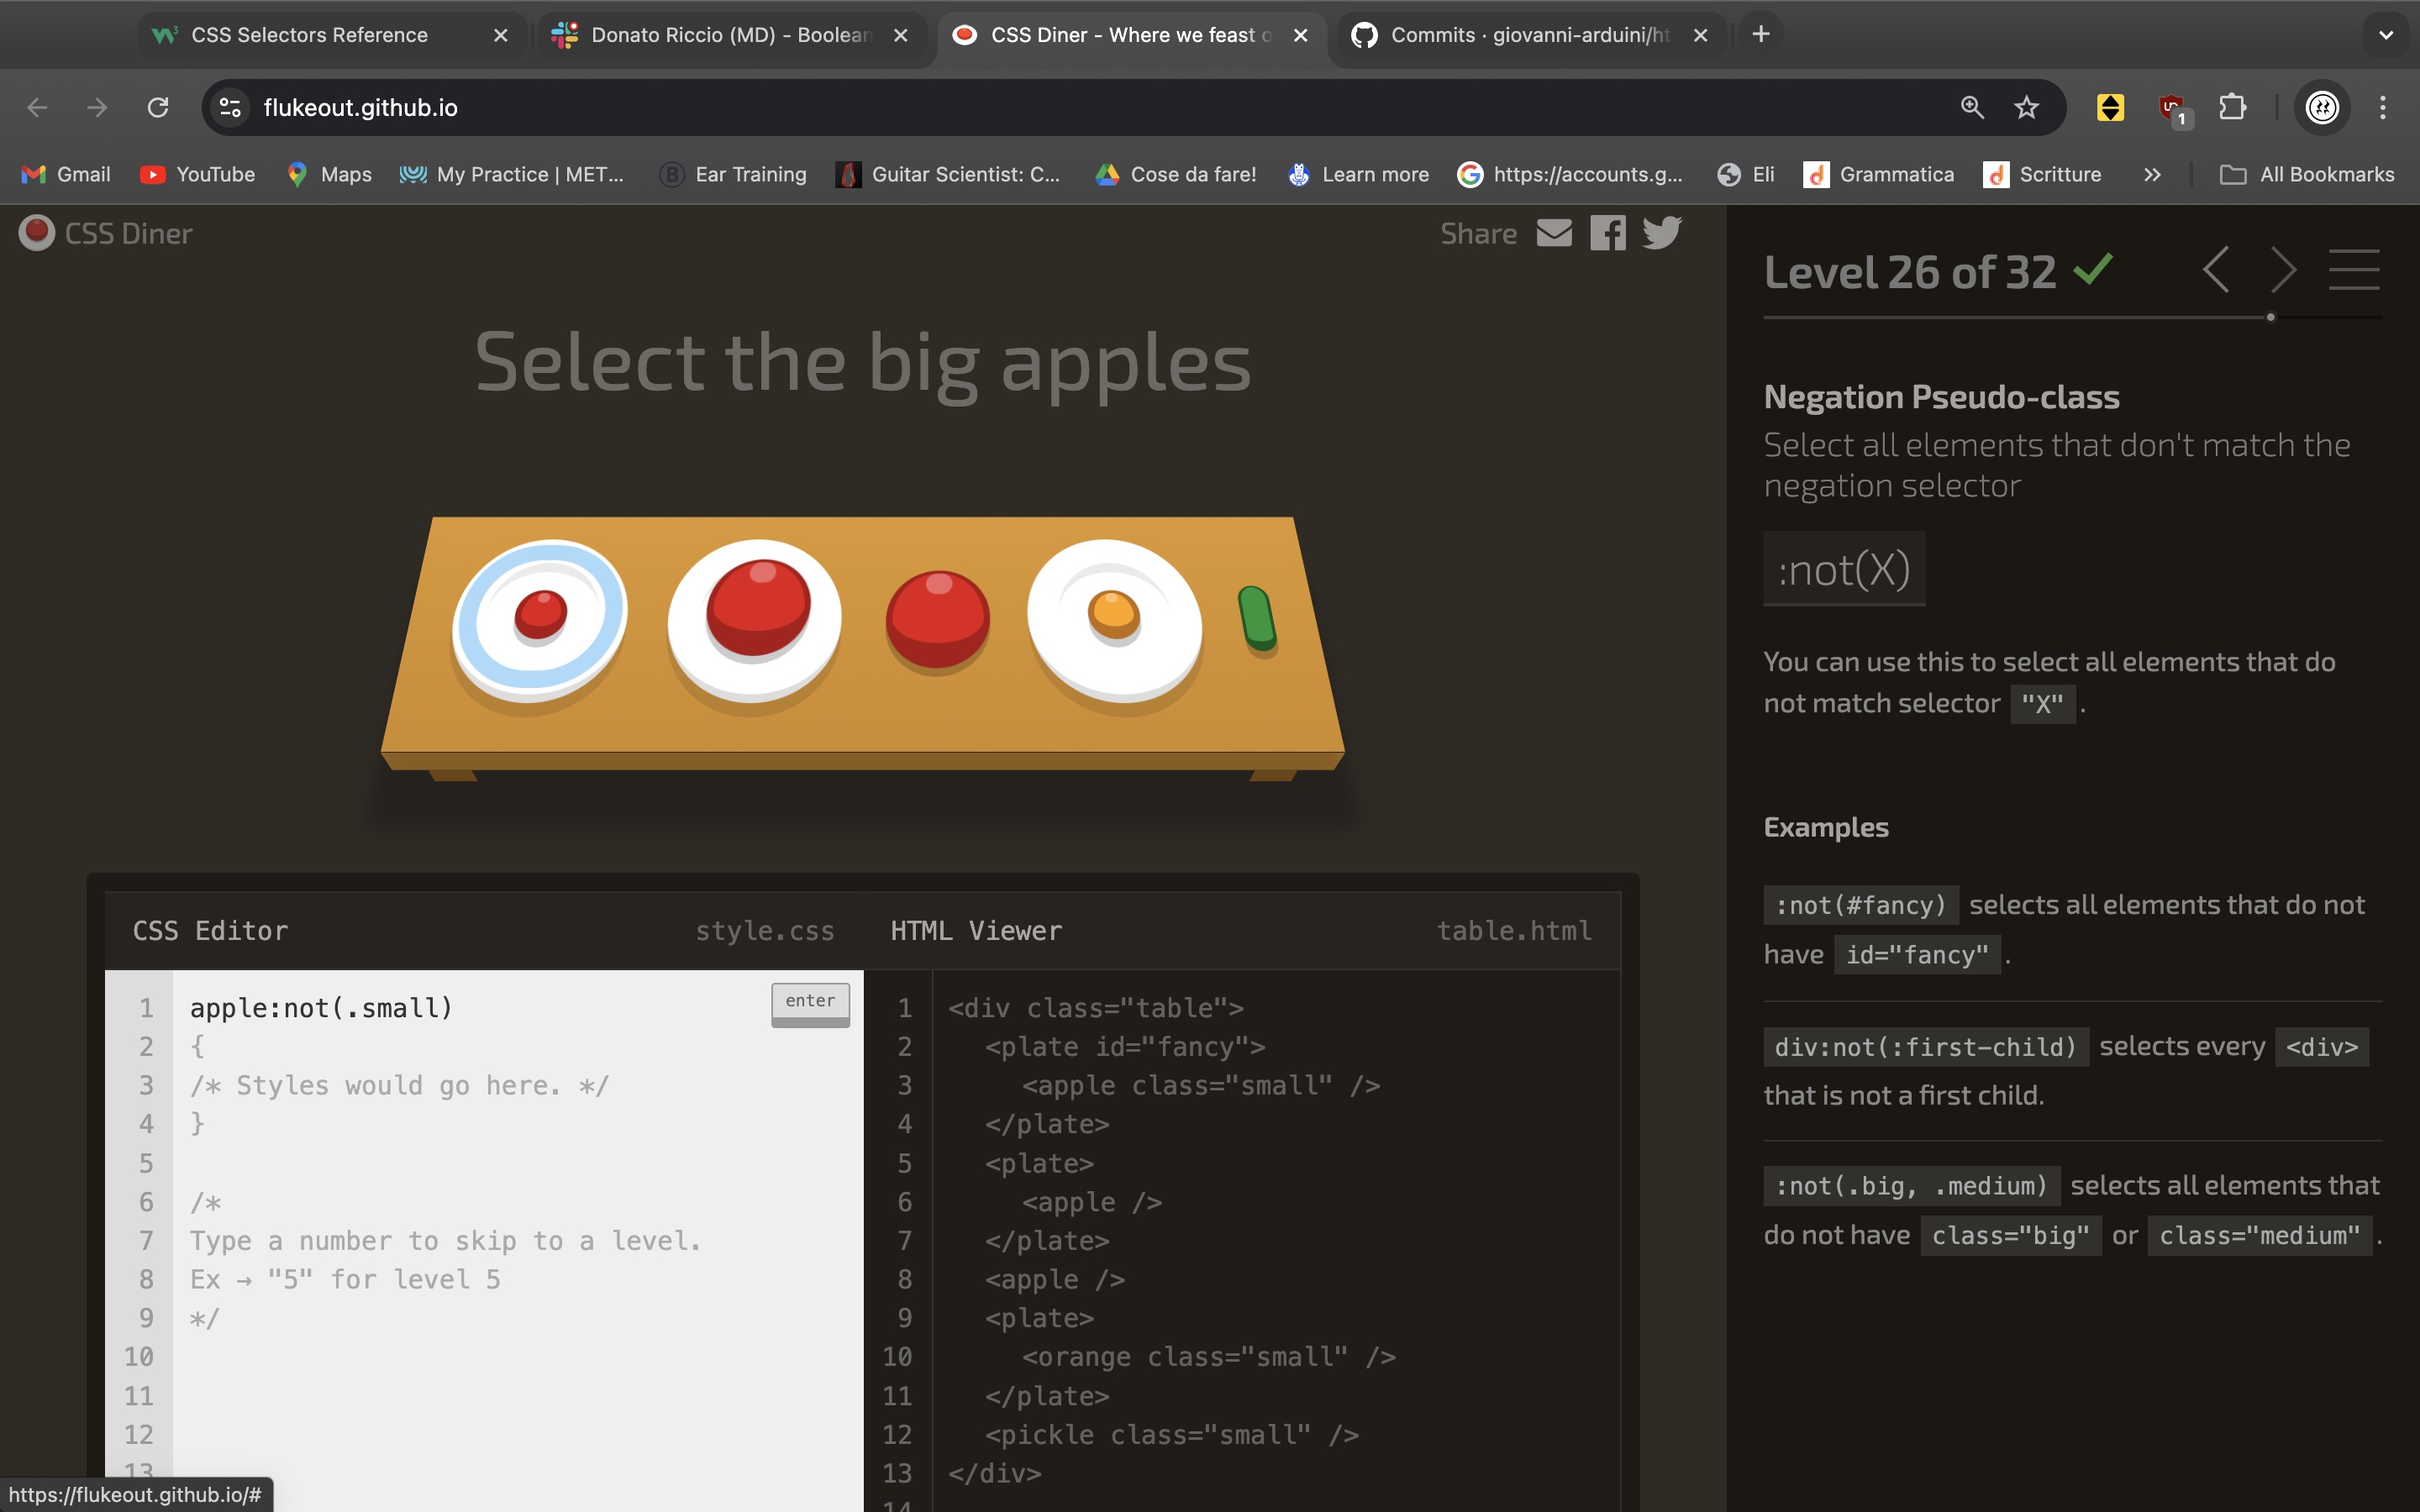 CSS Selectors Reference
Donato Riccio (MD) - Boolean
CSS Diner - Where we feast o
Commits · giovanni-arduini/ht
flukeout.github.io
1
Gmail
YouTube
Maps
My Practice | MET...
Ear Training
Guitar Scientist: C...
Cose da fare!
Learn more
https://accounts.g...
Eli
Grammatica
Scritture
All Bookmarks
CSS Diner
Share
Select the big apples
CSS Editor
style.css
1 apple:not(.small)
enter
2 {
3 /* Styles would go here. */
4 }
5
6 /*
7 Type a number to skip to a level.
8 Ex → "5" for level 5
9 */
10
11
12
13
HTML Viewer
table.html
1 <div class="table">
2 <plate id="fancy">
3 <apple class="small" />
4 </plate>
5 <plate>
6 <apple />
7 </plate>
8 <apple />
9 <plate>
10 <orange class="small" />
11 </plate>
12 <pickle class="small" />
13 </div>
14
Level 26 of 32
Negation Pseudo-class
Select all elements that don't match the
negation selector
:not(X)
You can use this to select all elements that do
not match selector "X" .
Examples
:not(#fancy) selects all elements that do not
have id="fancy" .
div:not(:first-child) selects every <div>
that is not a first child.
:not(.big, .medium) selects all elements that
do not have class="big" or class="medium" .
https://flukeout.github.io/#